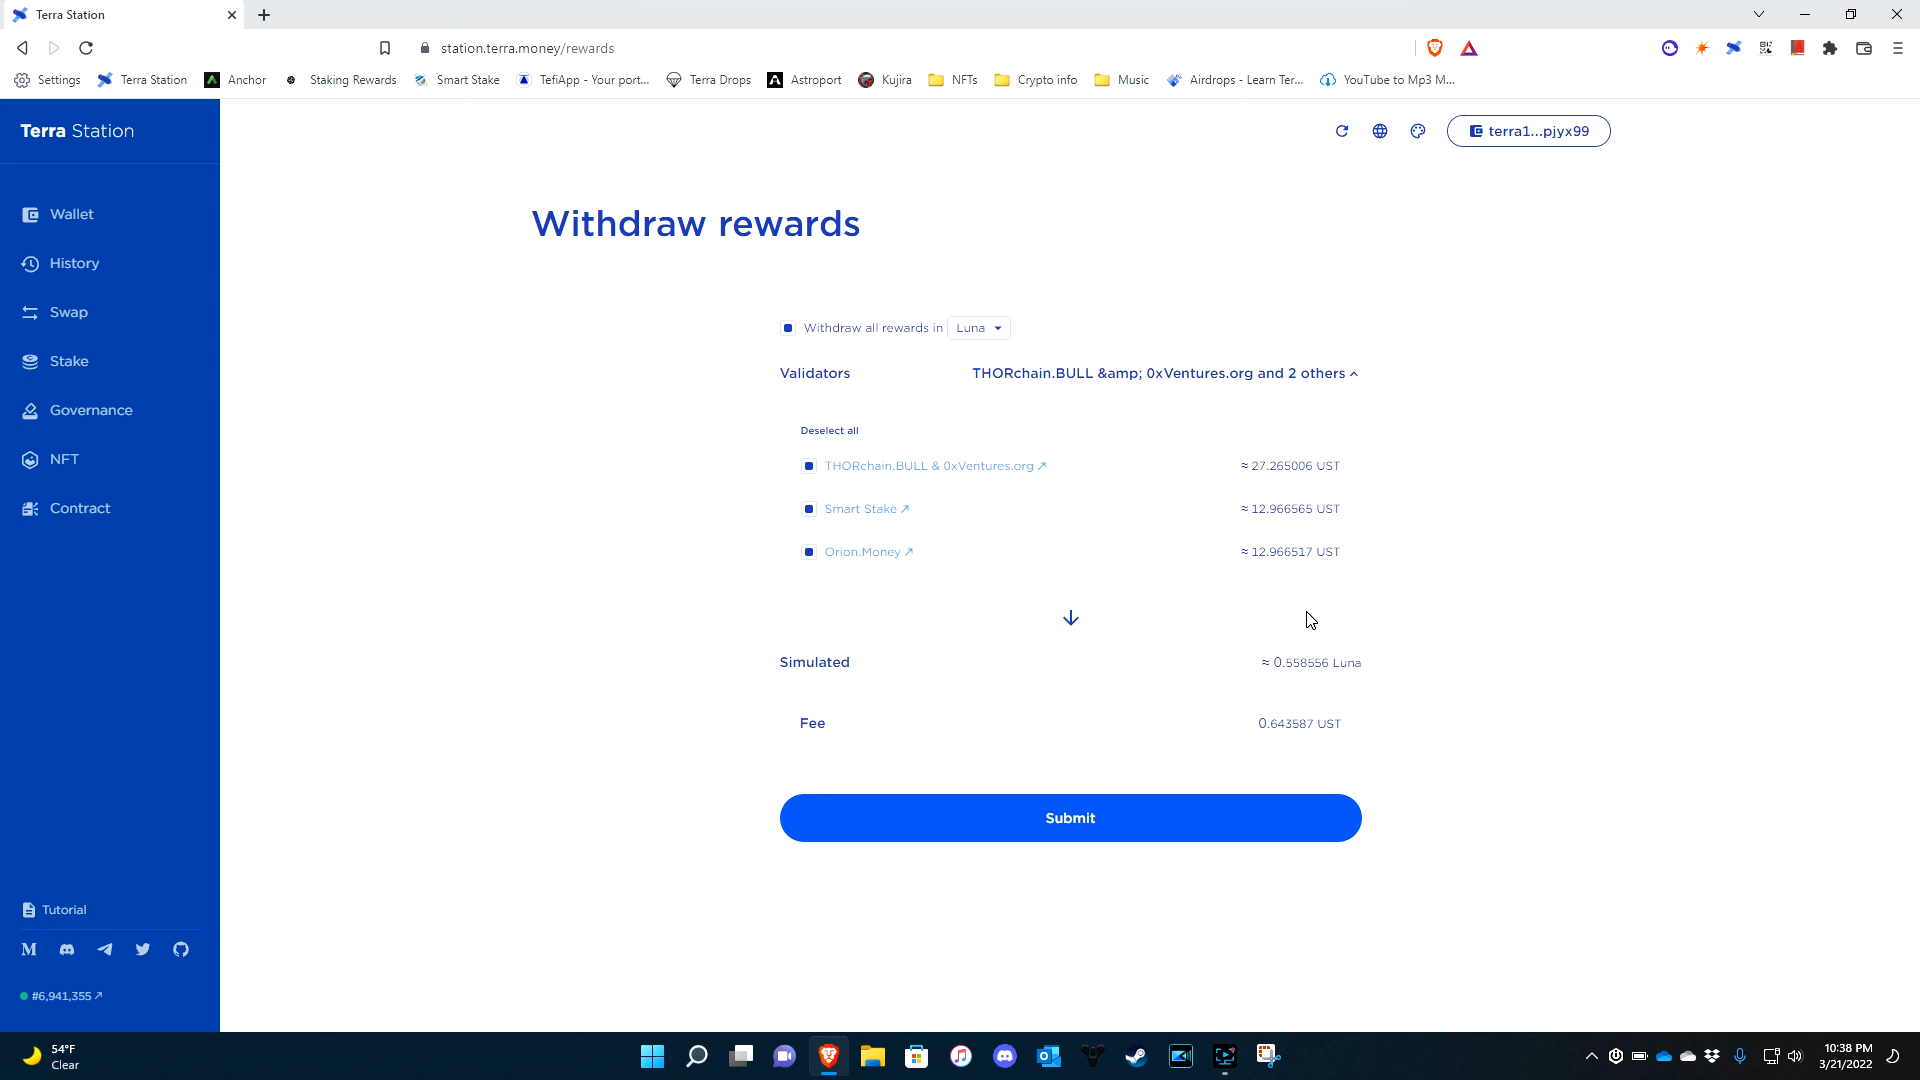 Terra Station
station.terra.money/rewards
Settings
Terra Station
Anchor
Staking Rewards
Smart Stake
TefiApp - Your port...
Terra Drops
Astroport
Kujira
NFTs
Crypto info
Music
Airdrops - Learn Ter...
YouTube to Mp3 M...
Terra Station
terra1...pjyx99
Wallet
History
Swap
Stake
Governance
NFT
Contract
Withdraw rewards
Withdraw all rewards in Luna
Validators THORchain.BULL &amp; 0xVentures.org and 2 others
Deselect all
THORchain.BULL & 0xVentures.org ≈ 27.265006 UST
Smart Stake ≈ 12.966565 UST
Orion.Money ≈ 12.966517 UST
Simulated ≈ 0.558556 Luna
Fee 0.643587 UST
Submit
Tutorial
#6,941,355
54°F
Clear
10:38 PM
3/21/2022